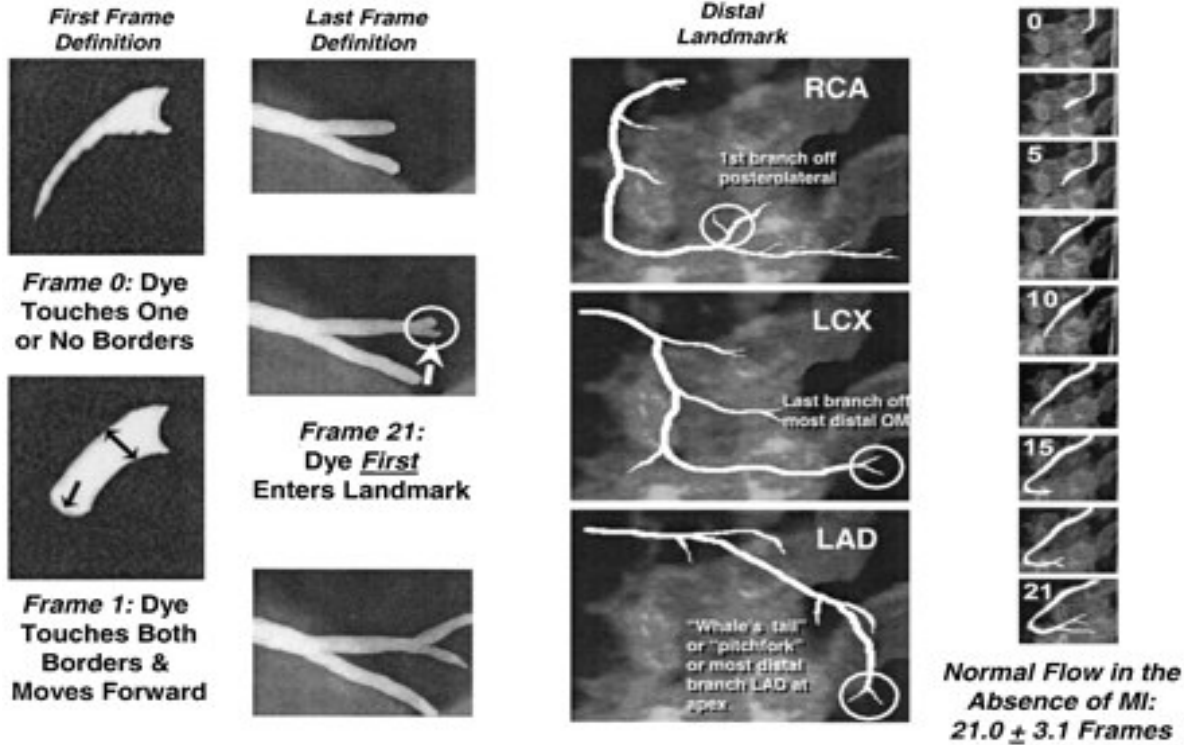 First Frame
Definition
Frame 0: Dye
Touches One
or No Borders
Frame 1: Dye
Touches Both
Borders &
Moves Forward
Last Frame
Definition
Frame 21:
Dye First
Enters Landmark
Distal
Landmark
RCA
1st branch off
posterolateral
LCX
Last branch off
most distal OM
LAD
"Whale's tail"
or "pitchfork"
or most distal
branch LAD at
apex.
0
5
10
15
21
Normal Flow in the
Absence of MI:
21.0 ± 3.1 Frames